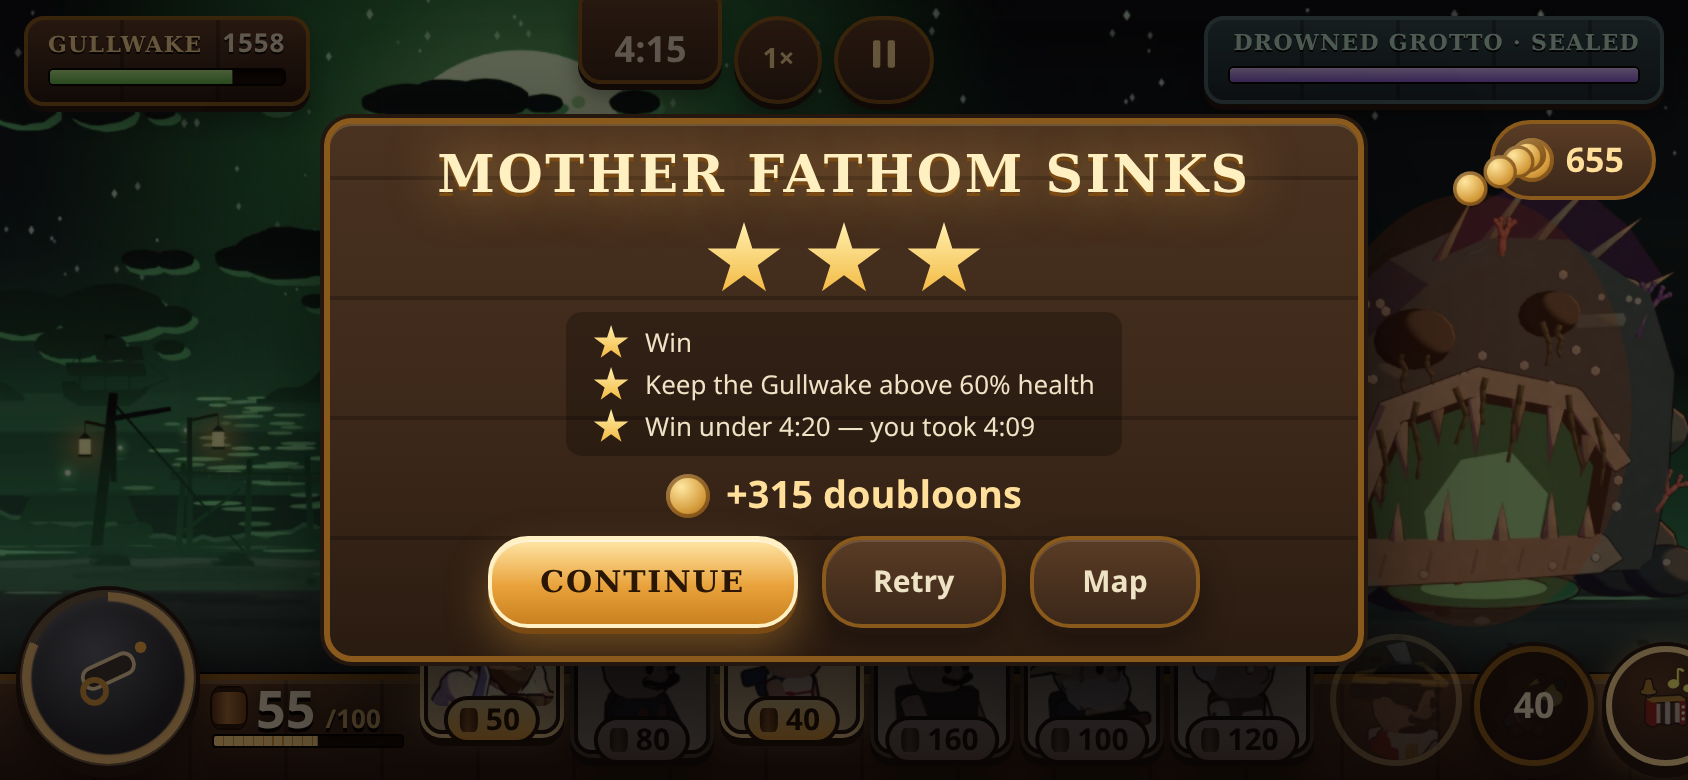 GULLWAKE 1558
4:15
1×
DROWNED GROTTO · SEALED
655
MOTHER FATHOM SINKS
Win
Keep the Gullwake above 60% health
Win under 4:20 — you took 4:09
+315 doubloons
CONTINUE
Retry
Map
55 /100
50
80
40
160
100
120
40